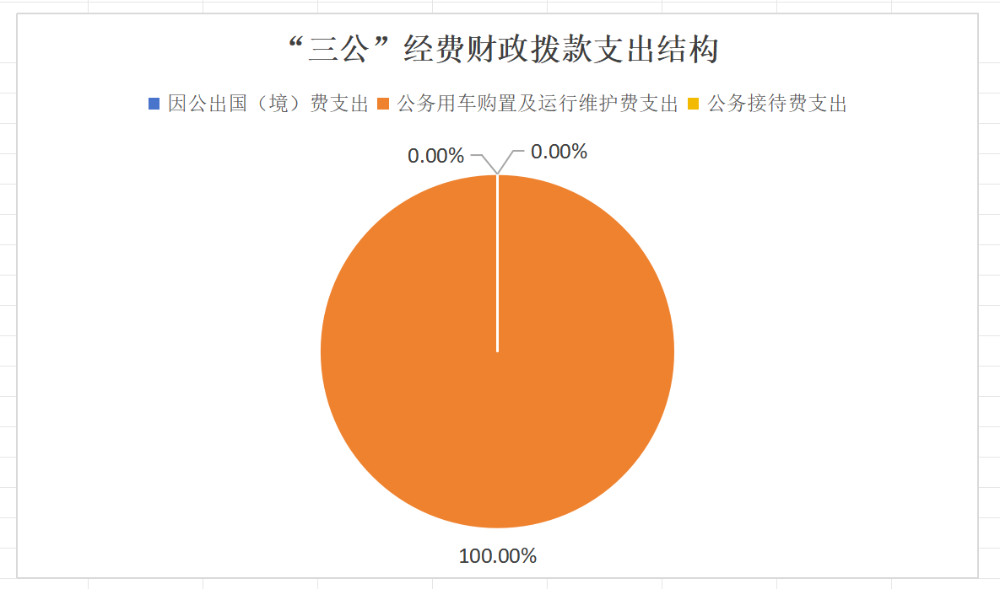 “三公”经费财政拨款支出结构
因公出国（境）费支出 公务用车购置及运行维护费支出 公务接待费支出
0.00% 0.00%
100.00%